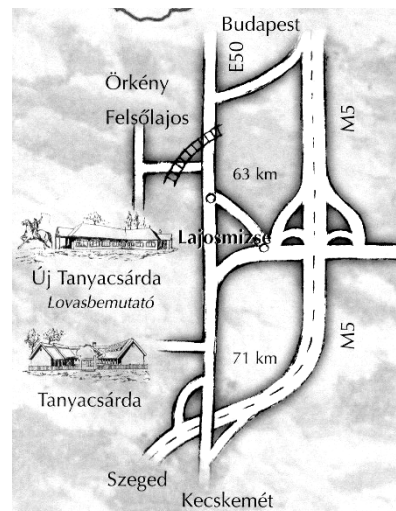 Budapest
E50
Örkény
Felsőlajos
M5
63 km
Lajosmizse
Új Tanyacsárda
Lovasbemutató
71 km
M5
Tanyacsárda
Szeged
Kecskemét